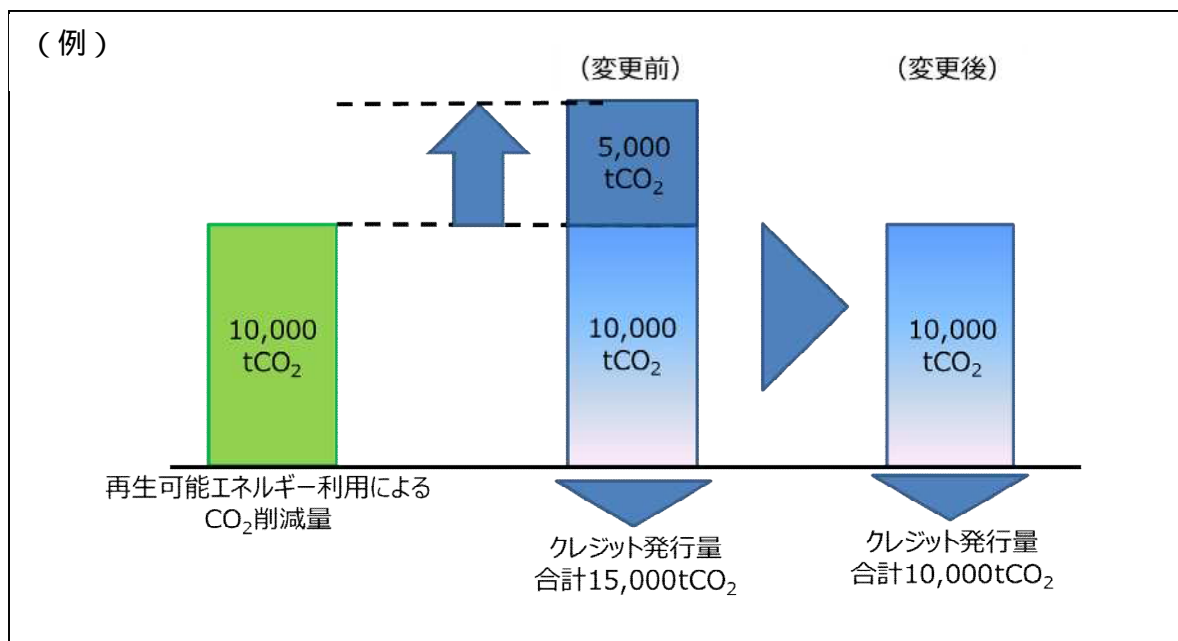 (例)
(変更前)
(変更後)
5,000
tCO₂
10,000
tCO₂
10,000
tCO₂
10,000
tCO₂
再生可能エネルギー利用による
CO₂削減量
クレジット発行量
合計15,000tCO₂
クレジット発行量
合計10,000tCO₂